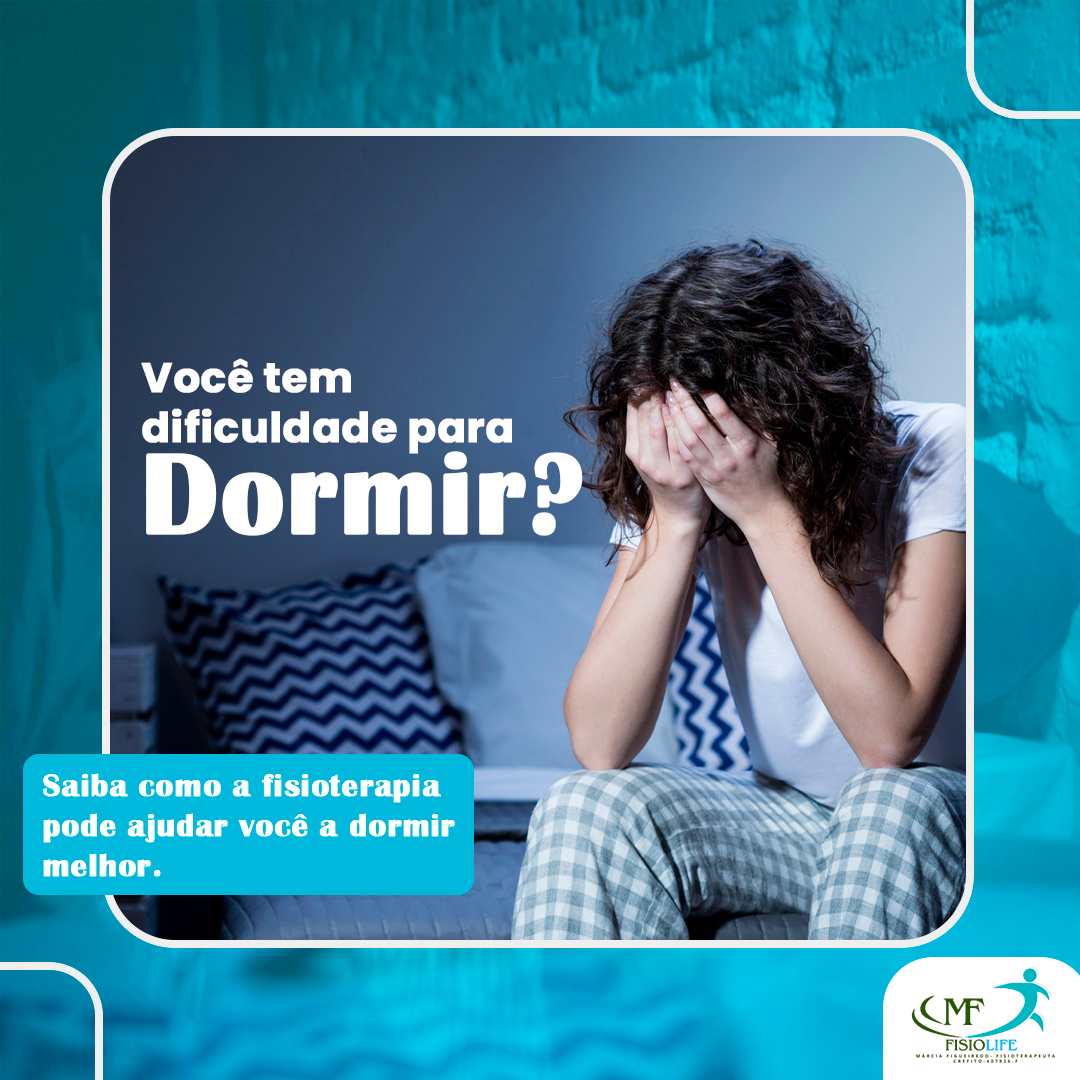 Você tem
dificuldade para
Dormir?
Saiba como a fisioterapia
pode ajudar você a dormir
melhor.
MF
FISIOLIFE
MÁRCIA FIGUEIREDO- FISIOTERAPEUTA
CREFITO-407926-F